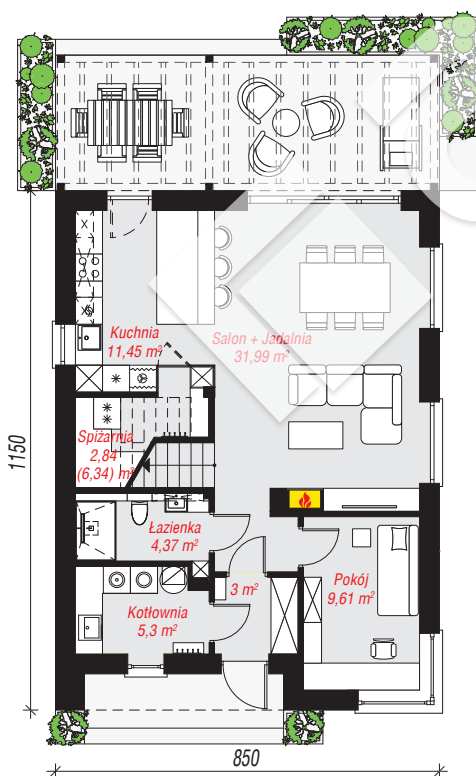 Kuchnia
11,45 m²
Salon + Jadalnia
31,99 m²
Spiżarnia
2,84
(6,34) m²
Łazienka
4,37 m²
3 m²
Pokój
9,61 m²
Kotłownia
5,3 m²
1150
850